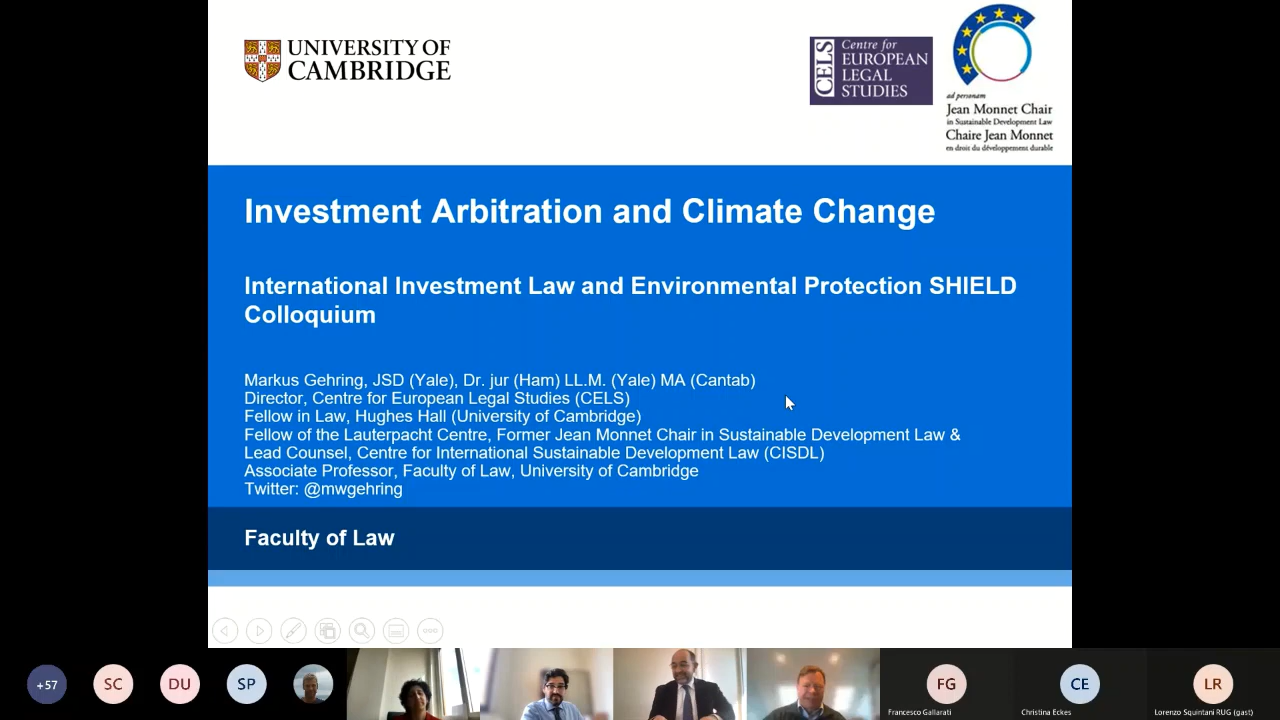 UNIVERSITY OF
CAMBRIDGE
CELS
Centre for
EUROPEAN
LEGAL
STUDIES
ad personam
Jean Monnet Chair
in Sustainable Development Law
Chaire Jean Monnet
en droit du développement durable
Investment Arbitration and Climate Change
International Investment Law and Environmental Protection SHIELD
Colloquium
Markus Gehring, JSD (Yale), Dr. jur (Ham) LL.M. (Yale) MA (Cantab)
Director, Centre for European Legal Studies (CELS)
Fellow in Law, Hughes Hall (University of Cambridge)
Fellow of the Lauterpacht Centre, Former Jean Monnet Chair in Sustainable Development Law &
Lead Counsel, Centre for International Sustainable Development Law (CISDL)
Associate Professor, Faculty of Law, University of Cambridge
Twitter: @mwgehring
Faculty of Law
+57
SC
DU
SP
FG
CE
LR
Francesco Gallarati
Christina Eckes
Lorenzo Squintani RUG (gast)